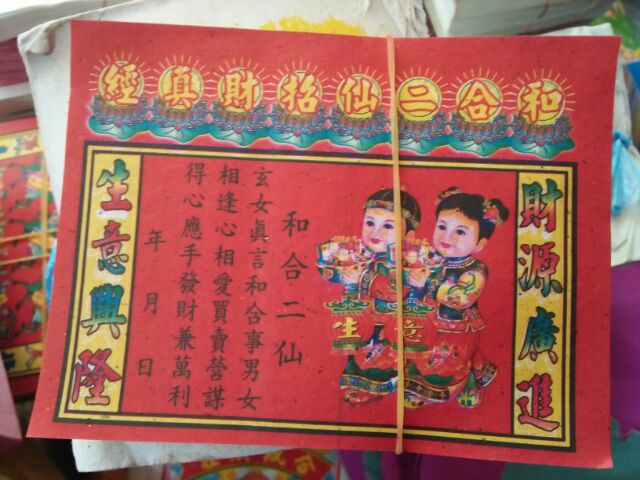 和合二仙招財真經
財源廣進
生意
和合二仙
玄女真言和合事男女
相逢心相愛買賣營謀
得心應手發財兼萬利
年月日
生意興隆